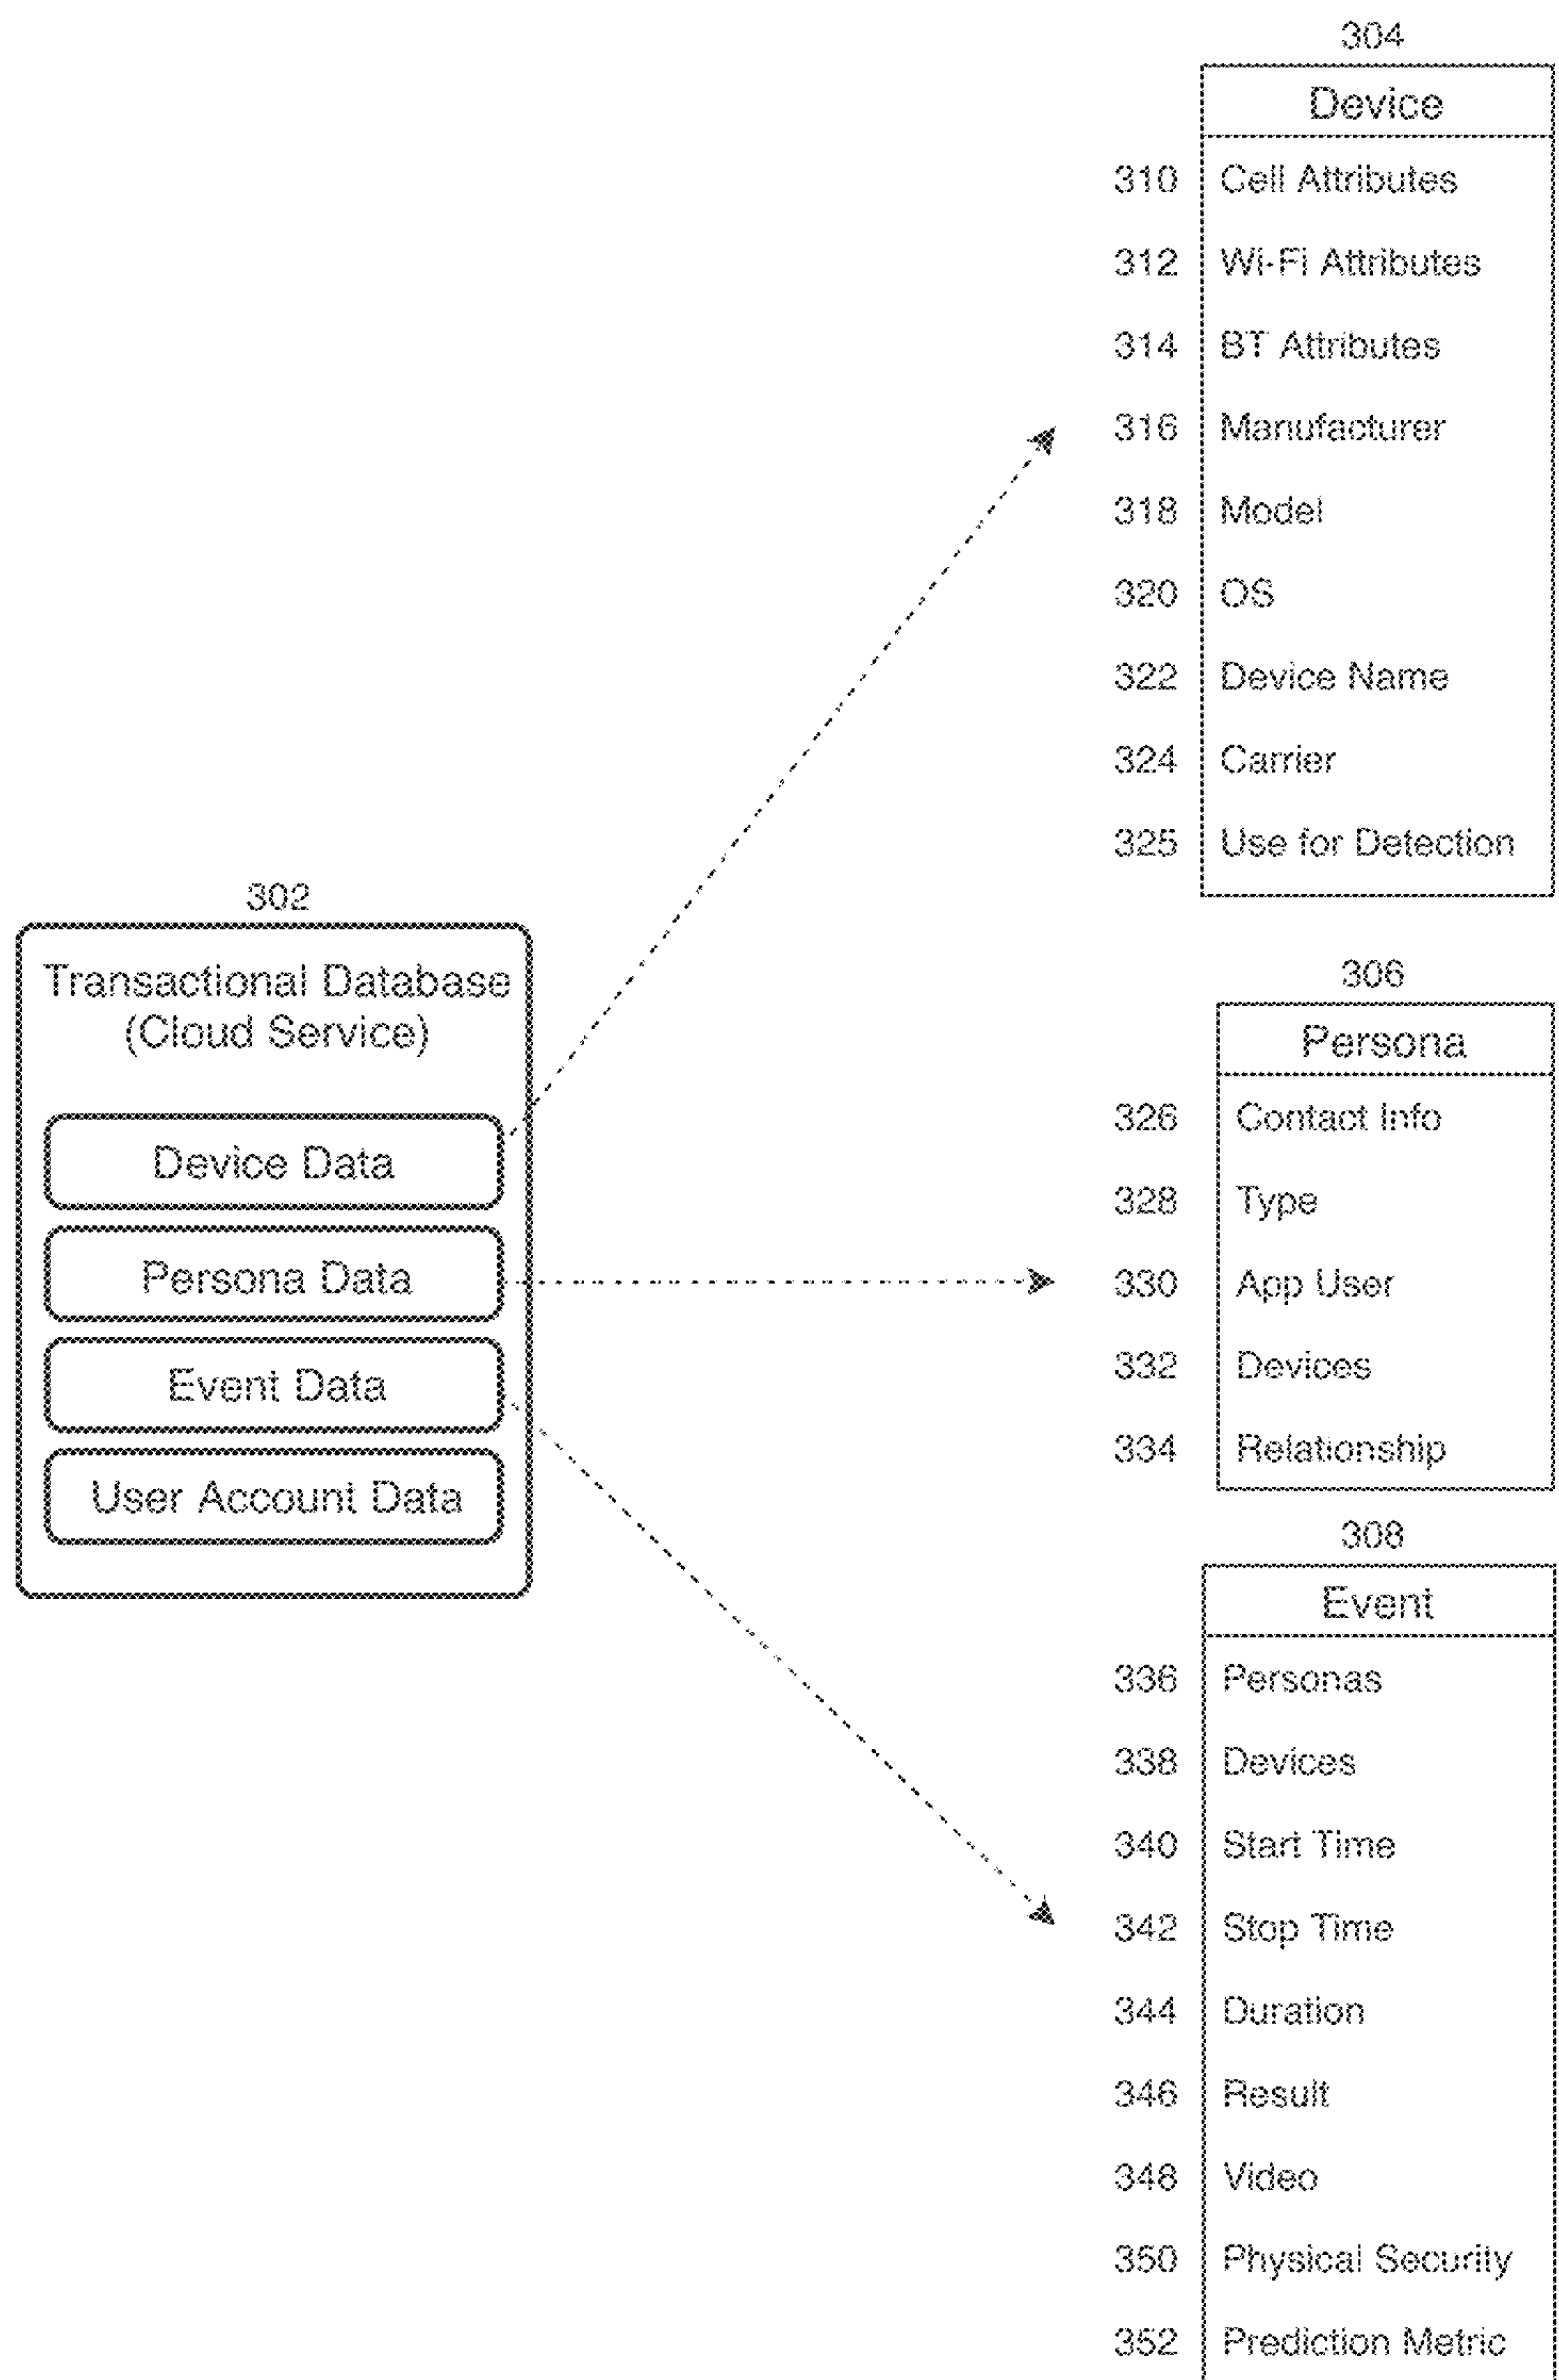 302
Transactional Database
(Cloud Service)
Device Data
Persona Data
Event Data
User Account Data
304
Device
310 Cell Attributes
312 Wi-Fi Attributes
314 BT Attributes
316 Manufacturer
318 Model
320 OS
322 Device Name
324 Carrier
325 Use for Detection
306
Persona
326 Contact Info
328 Type
330 App User
332 Devices
334 Relationship
308
Event
336 Personas
338 Devices
340 Start Time
342 Stop Time
344 Duration
346 Result
348 Video
350 Physical Security
352 Prediction Metric